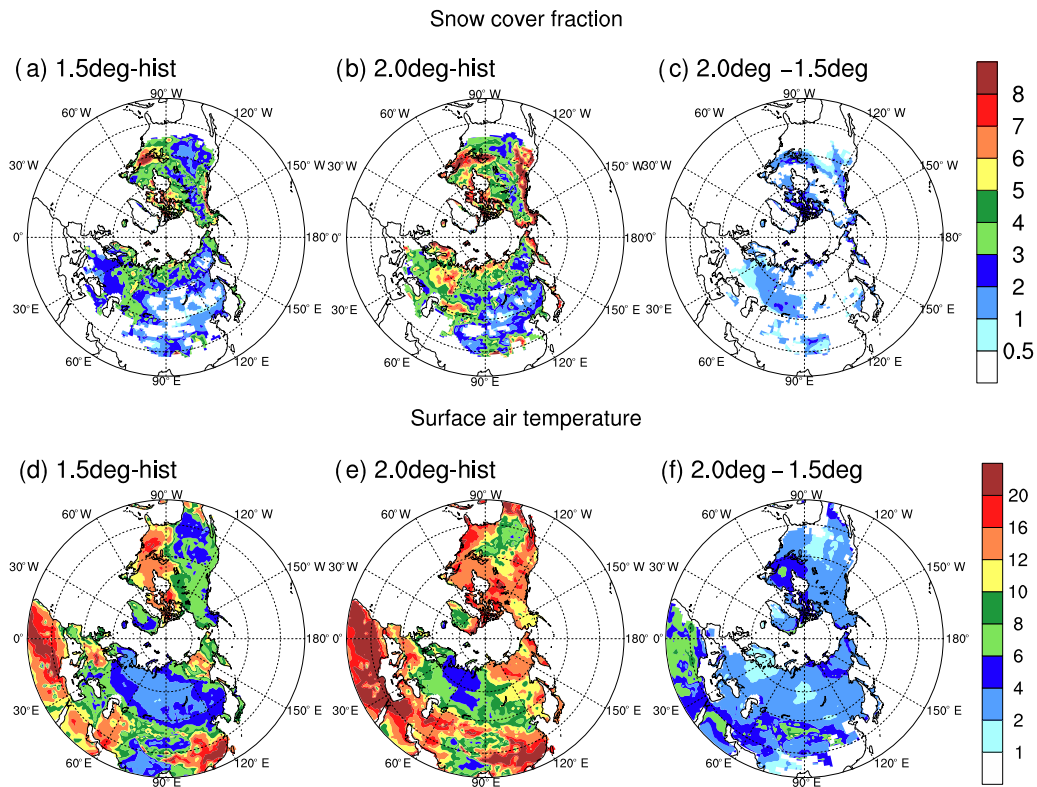 Snow cover fraction
(a) 1.5deg-hist
(b) 2.0deg-hist
(c) 2.0deg −1.5deg
90° W
60° W
120° W
30° W
150° W
0°
180°
30° E
150° E
60° E
120° E
90° E
90° W
60° W
120° W
30° W
150° W
0°
180°
30° E
150° E
60° E
120° E
90° E
90° W
60° W
120° W
30° W
150° W
0°
180°
30° E
150° E
60° E
120° E
90° E
8
7
6
5
4
3
2
1
0.5
Surface air temperature
(d) 1.5deg-hist
(e) 2.0deg-hist
(f) 2.0deg −1.5deg
90° W
60° W
120° W
30° W
150° W
0°
180°
30° E
150° E
60° E
120° E
90° E
90° W
60° W
120° W
30° W
150° W
0°
180°
30° E
150° E
60° E
120° E
90° E
90° W
60° W
120° W
30° W
150° W
0°
180°
30° E
150° E
60° E
120° E
90° E
20
16
12
10
8
6
4
2
1